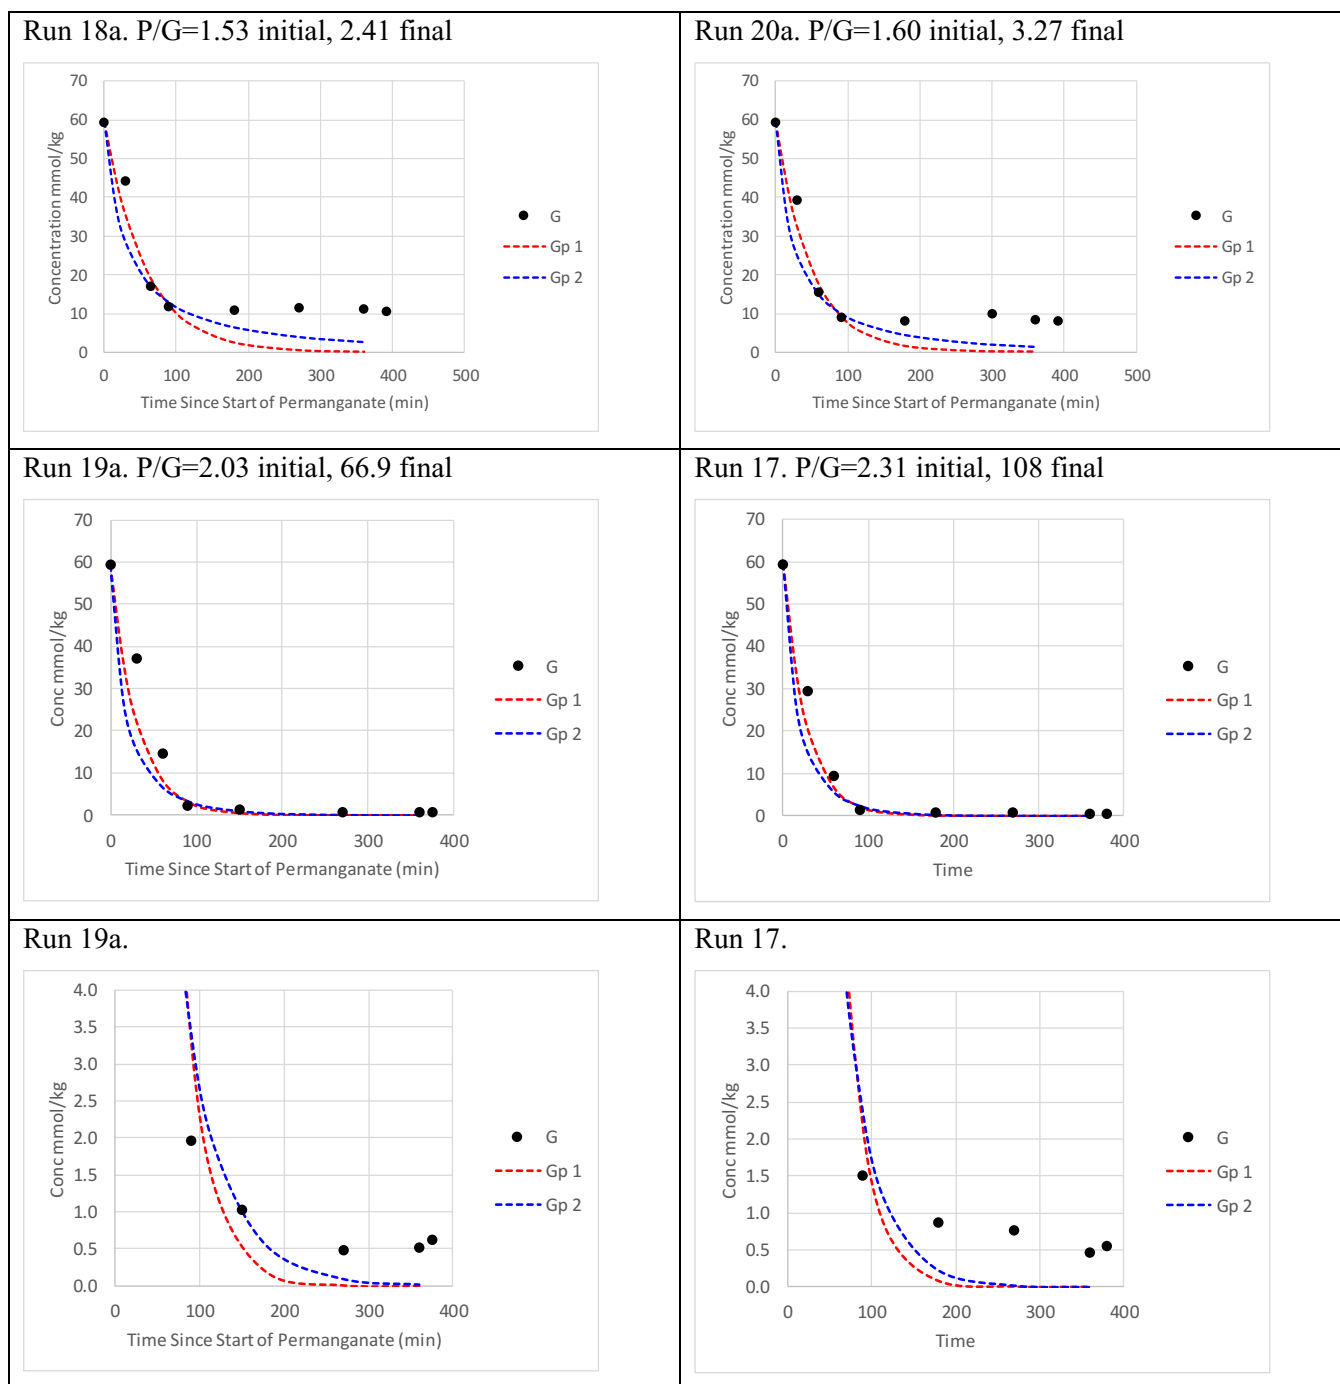 Run 18a. P/G=1.53 initial, 2.41 final
70
60
50
40
30
20
10
0
Concentration mmol/kg
0 100 200 300 400 500
Time Since Start of Permanganate (min)
G
Gp 1
Gp 2
Run 20a. P/G=1.60 initial, 3.27 final
70
60
50
40
30
20
10
0
Concentration mmol/kg
0 100 200 300 400 500
Time Since Start of Permanganate (min)
G
Gp 1
Gp 2
Run 19a. P/G=2.03 initial, 66.9 final
70
60
50
40
30
20
10
0
Conc mmol/kg
0 100 200 300 400
Time Since Start of Permanganate (min)
G
Gp 1
Gp 2
Run 17. P/G=2.31 initial, 108 final
70
60
50
40
30
20
10
0
Conc mmol/kg
0 100 200 300 400
Time
G
Gp 1
Gp 2
Run 19a.
4.0
3.5
3.0
2.5
2.0
1.5
1.0
0.5
0.0
Conc mmol/kg
0 100 200 300 400
Time Since Start of Permanganate (min)
G
Gp 1
Gp 2
Run 17.
4.0
3.5
3.0
2.5
2.0
1.5
1.0
0.5
0.0
Conc mmol/kg
0 100 200 300 400
Time
G
Gp 1
Gp 2